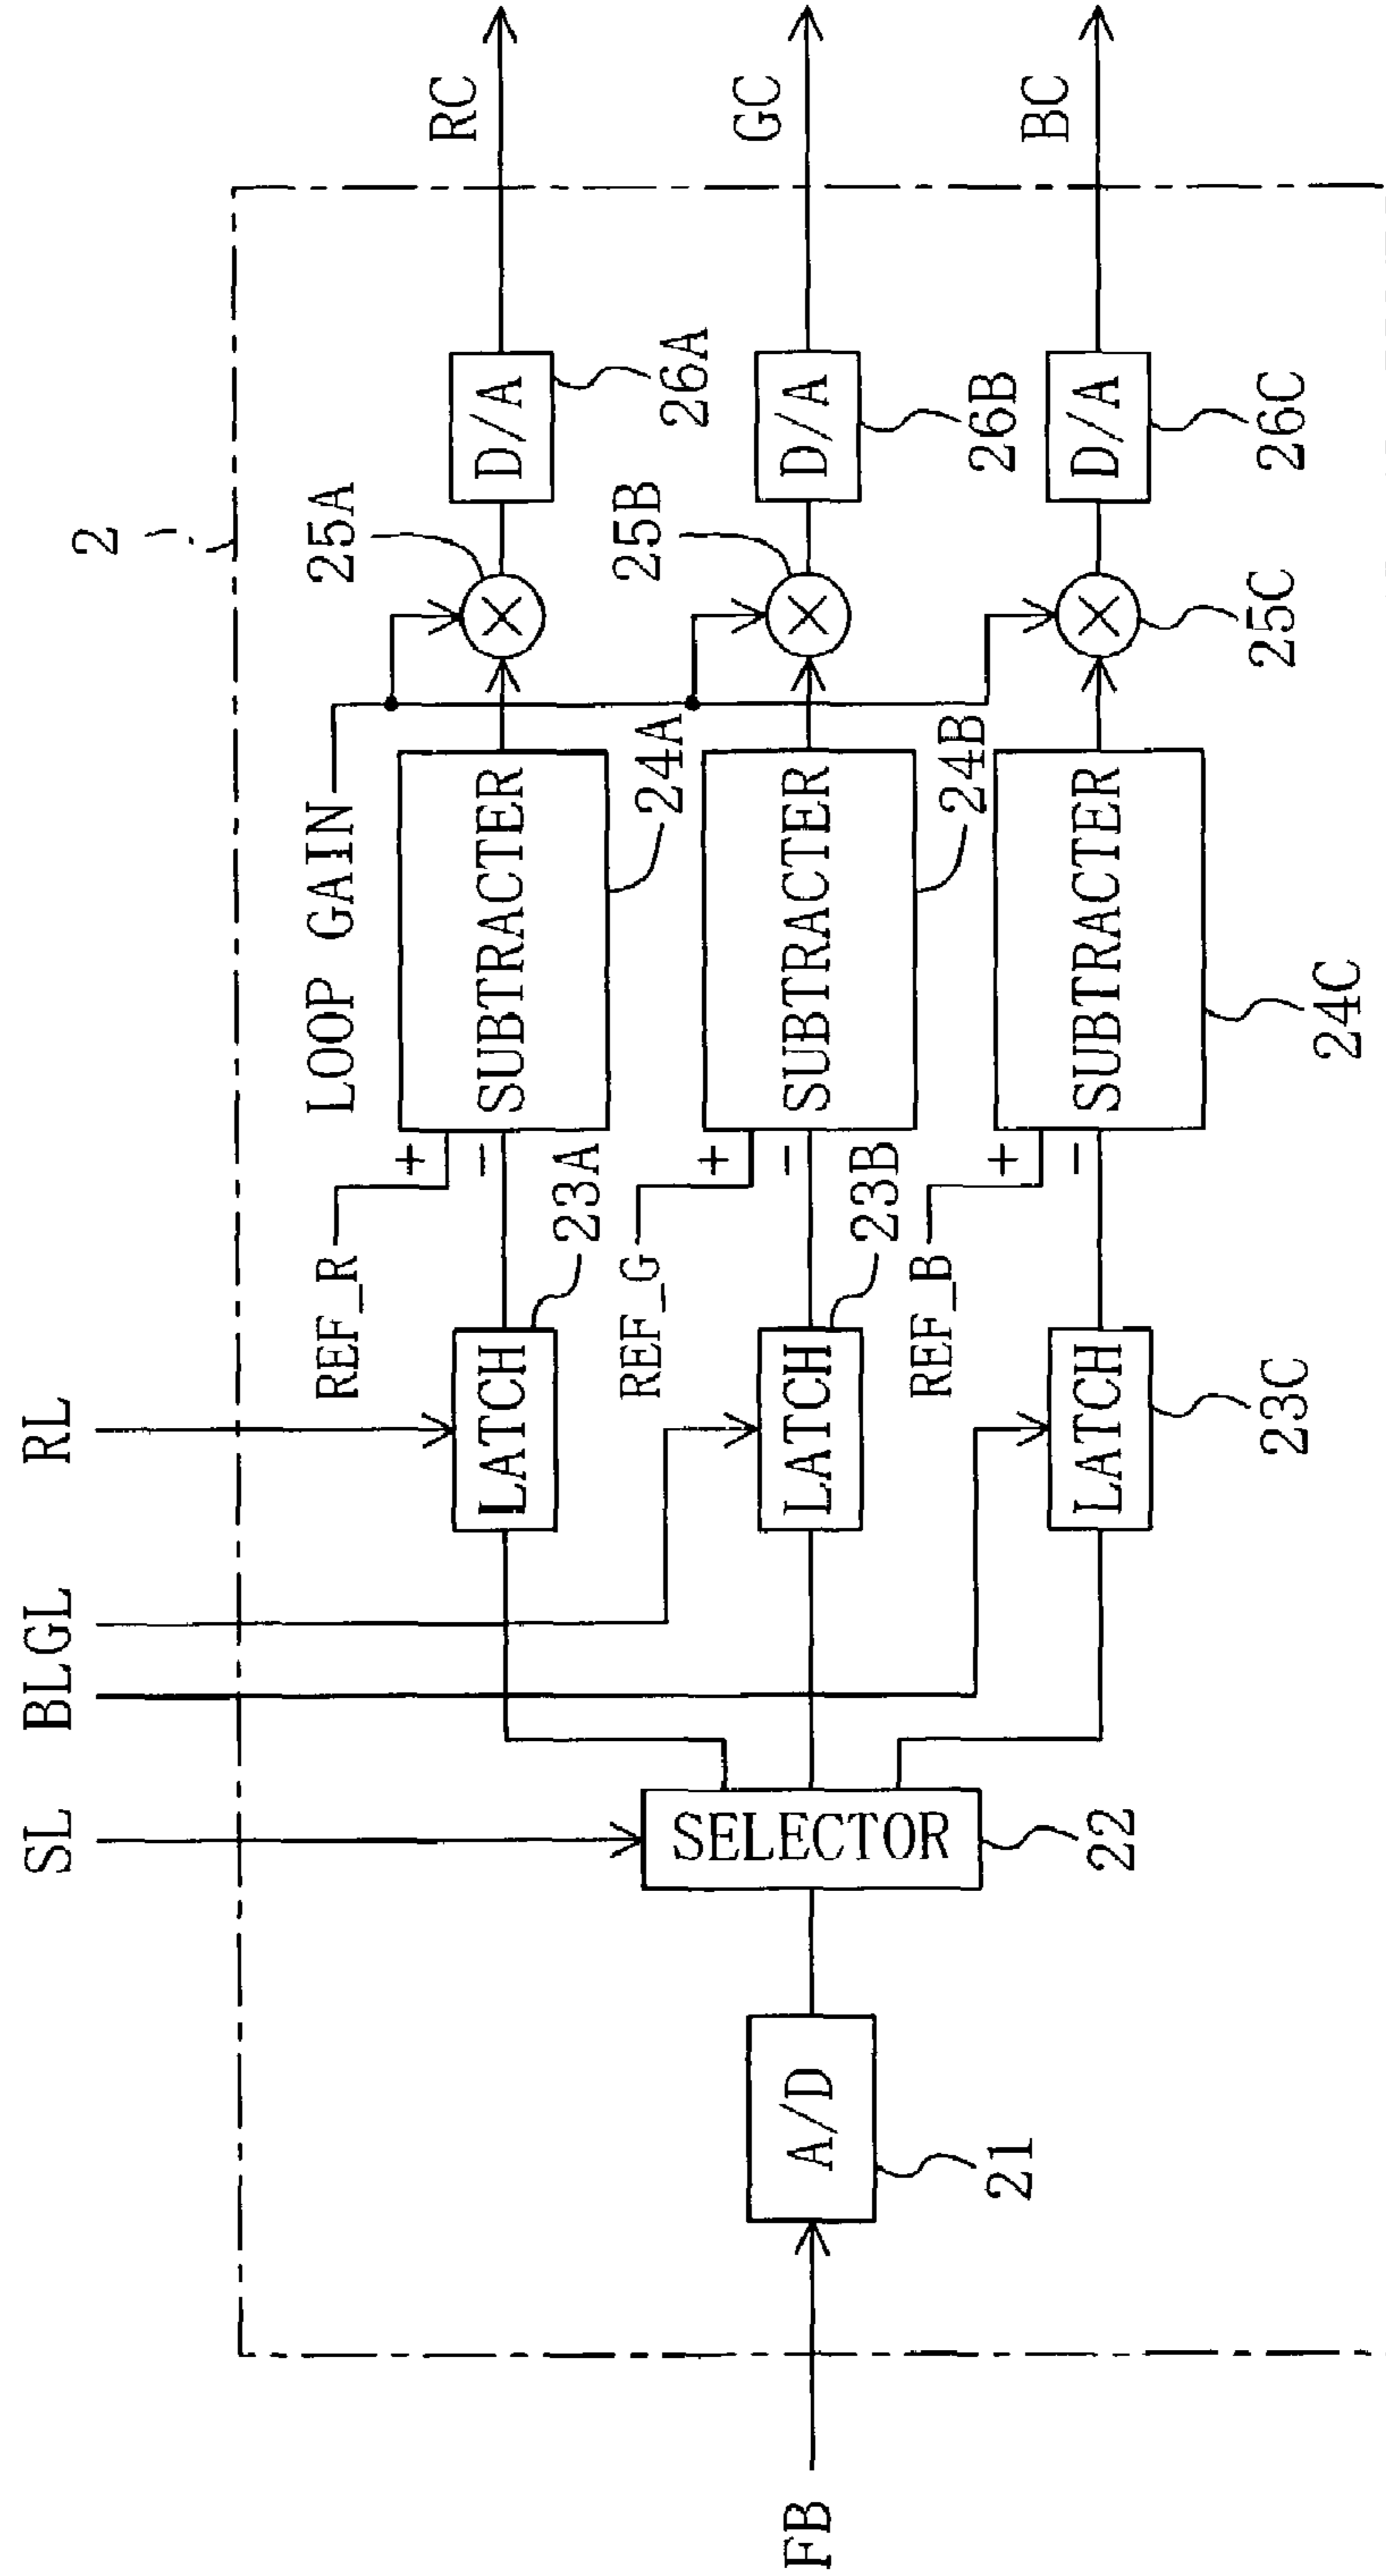 2
SL
BL
GL
RL
FB
A/D
21
SELECTOR
22
LATCH
23A
REF_R
+
-
SUBTRACTER
24A
LOOP GAIN
25A
D/A
26A
RC
LATCH
23B
REF_G
+
-
SUBTRACTER
24B
25B
D/A
26B
GC
LATCH
23C
REF_B
+
-
SUBTRACTER
24C
25C
D/A
26C
BC